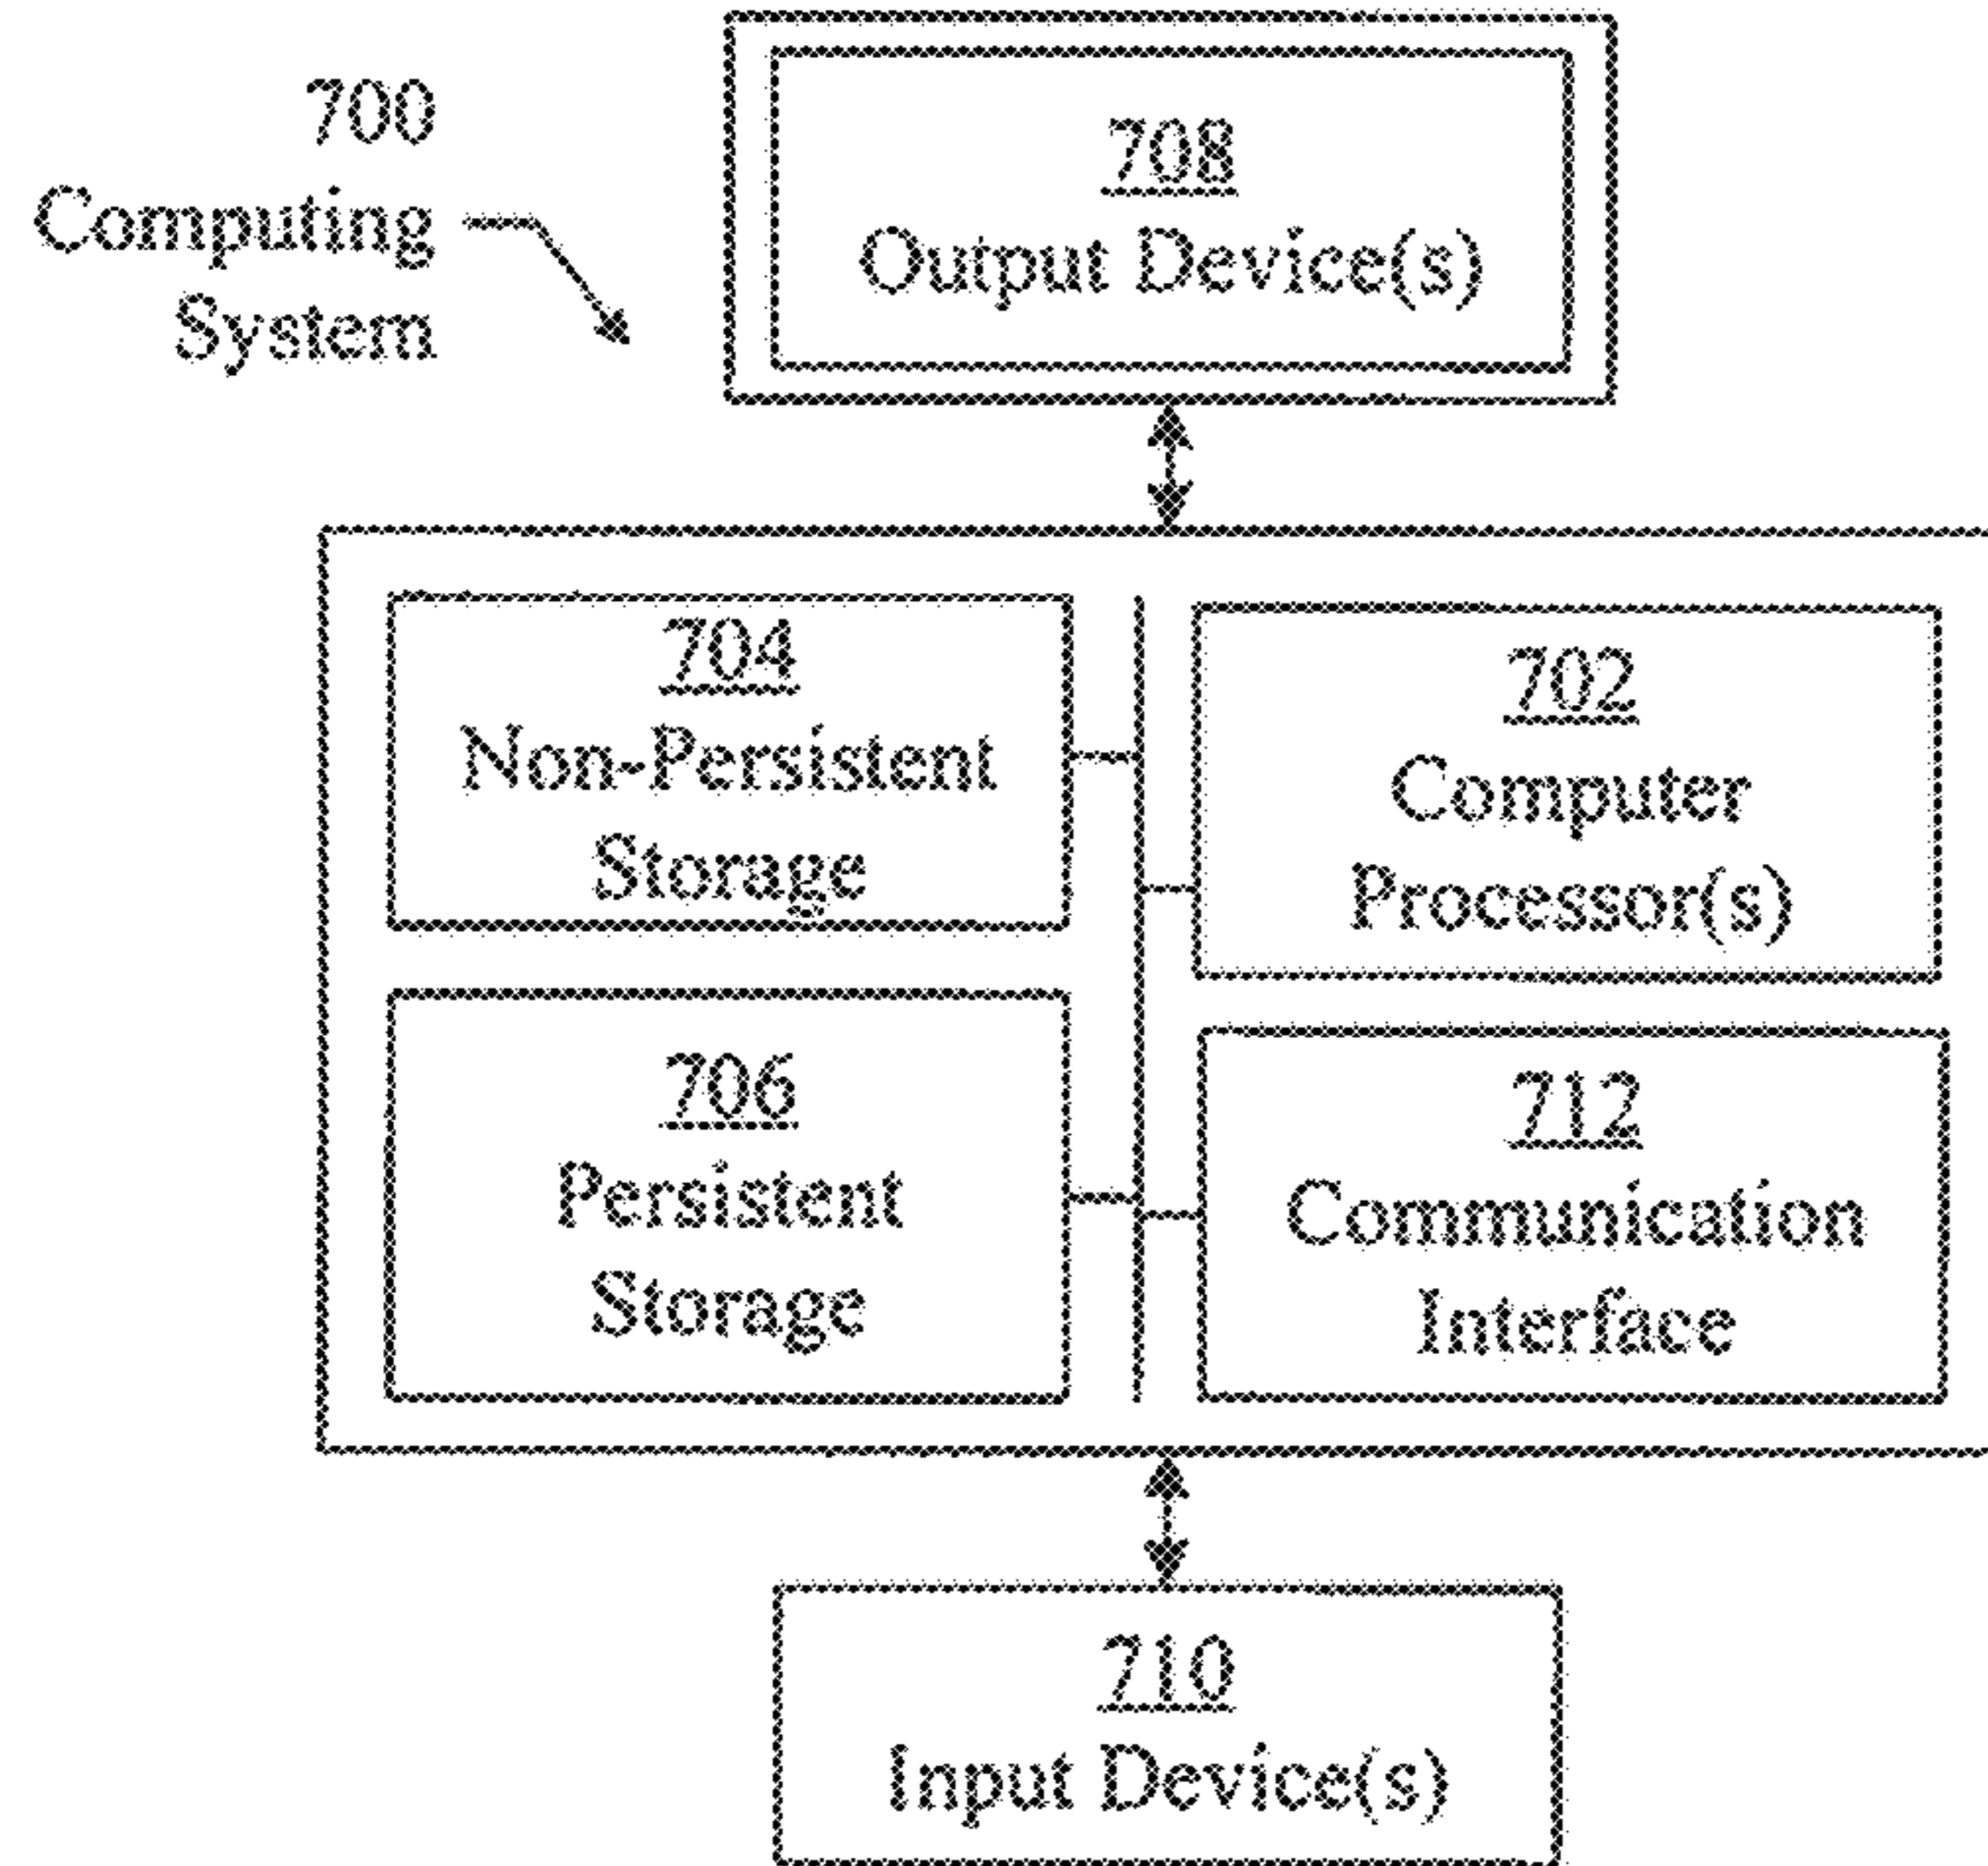 700
Computing
System
708
Output Device(s)
704
Non-Persistent
Storage
702
Computer
Processor(s)
706
Persistent
Storage
712
Communication
Interface
710
Input Device(s)